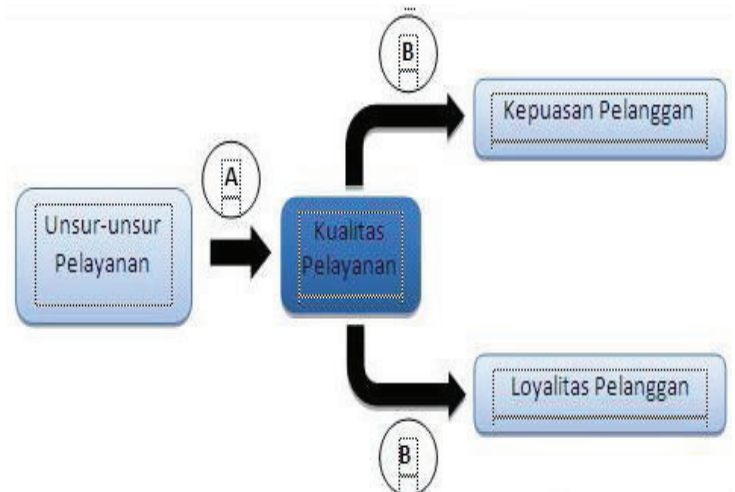 B
Kepuasan Pelanggan
A
Unsur-unsur
Pelayanan
Kualitas
Pelayanan
Loyalitas Pelanggan
B